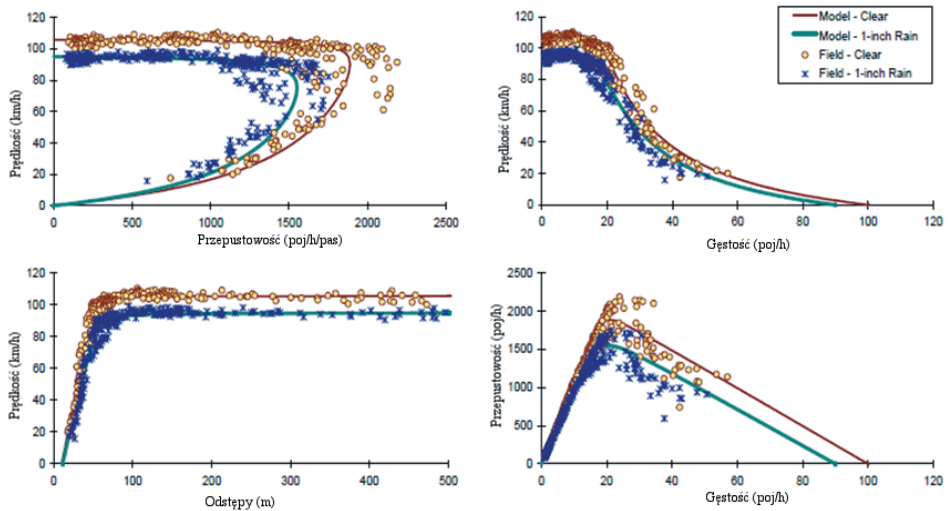 120
100
80
60
40
20
0
Prędkość (km/h)
0 500 1000 1500 2000 2500
Przepustowość (poj/h/pas)
120
100
80
60
40
20
0
Prędkość (km/h)
0 20 40 60 80 100 120
Gęstość (poj/h)
Model - Clear
Model - 1-inch Rain
Field - Clear
Field - 1-inch Rain
120
100
80
60
40
20
0
Prędkość (km/h)
0 100 200 300 400 500
Odstępy (m)
2500
2000
1500
1000
500
0
Przepustowość (poj/h)
0 20 40 60 80 100 120
Gęstość (poj/h)